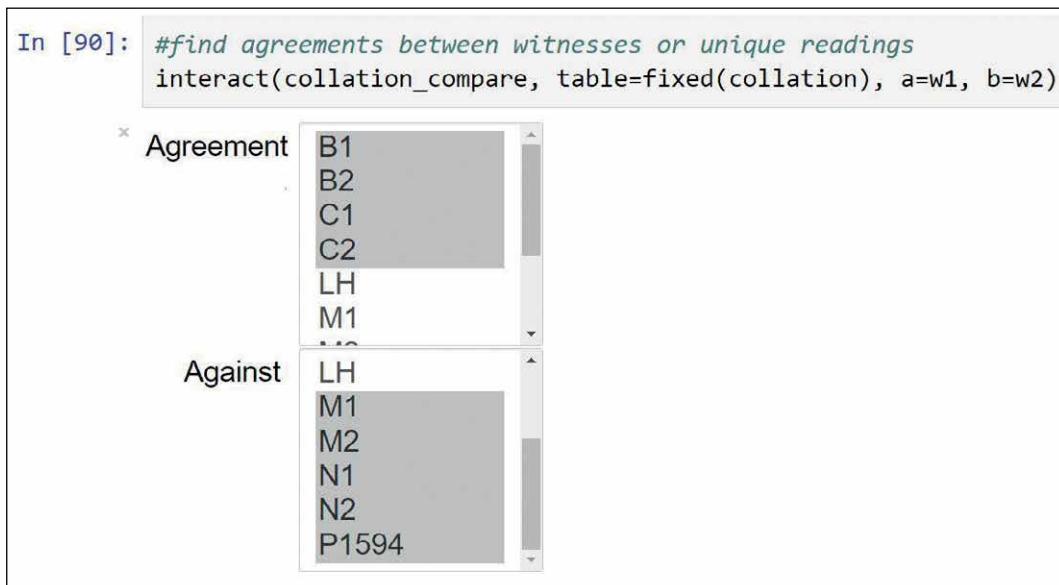 In [90]: #find agreements between witnesses or unique readings
interact(collation_compare, table=fixed(collation), a=w1, b=w2)
Agreement
B1
B2
C1
C2
LH
M1
Against
LH
M1
M2
N1
N2
P1594